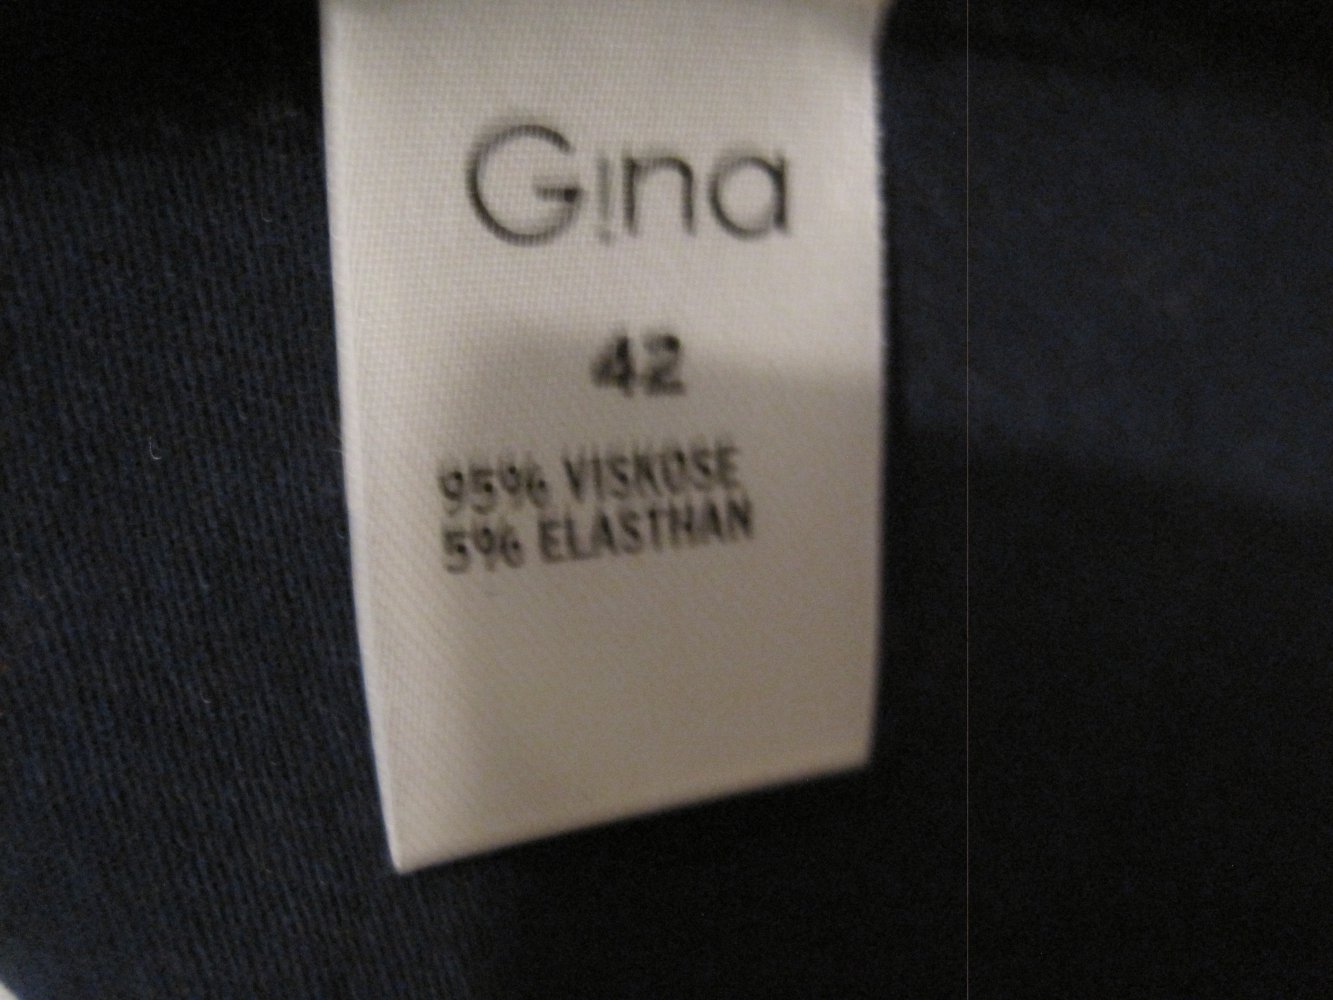 Gina
42
95% VISKOSE
5% ELASTHAN